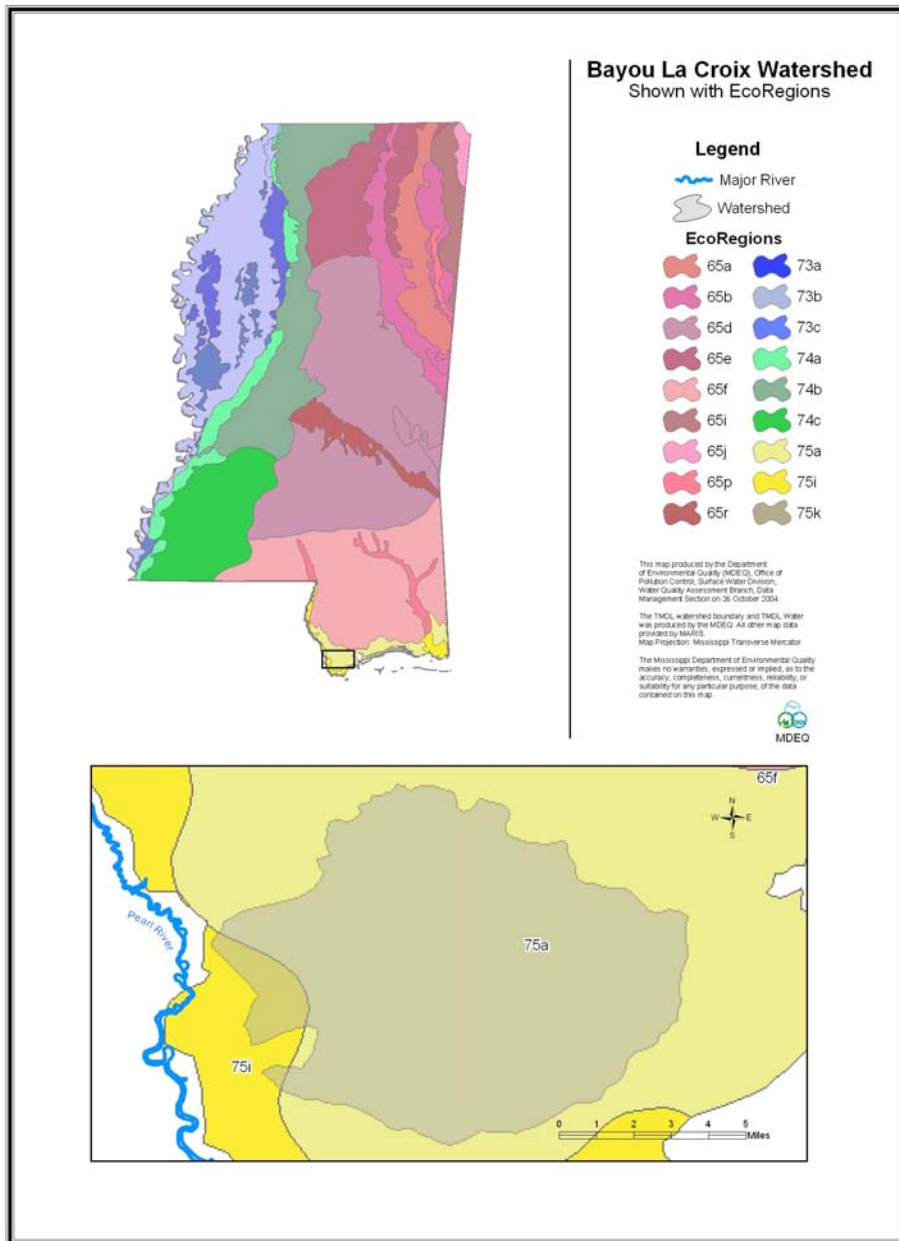 Bayou La Croix Watershed
Shown with EcoRegions
Legend
Major River
Watershed
EcoRegions
65a 73a
65b 73b
65d 73c
65e 74a
65f 74b
65i 74c
65j 75a
65p 75i
65r 75k
This map produced by the Department
of Environmental Quality (MDEQ), Office of
Pollution Control, Surface Water Division,
Water Quality Assessment Branch, Data
Management Section on 26 October 2004.
The TMDL watershed boundary and TMDL Water
was produced by the MDEQ. All other map data
provided by MARIS.
Map Projection: Mississippi Transverse Mercator
The Mississippi Department of Environmental Quality
makes no warranties, expressed or implied, as to the
accuracy, completeness, currentness, reliability, or
suitability for any particular purpose, of the data
contained on this map.
MDEQ
65f
N
W E
S
Pearl River
75a
75i
0 1 2 3 4 5
Miles